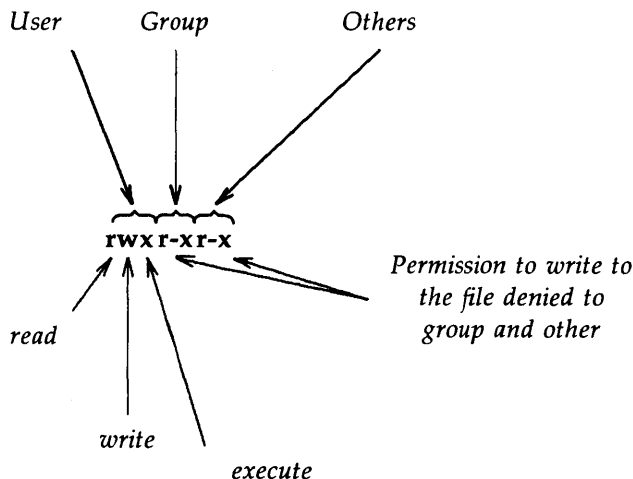 User Group Others
rwxr-xr-x
Permission to write to
the file denied to
group and other
read
write
execute